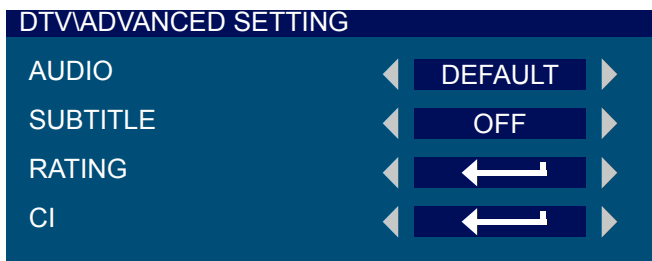 DTV\ADVANCED SETTING
AUDIO DEFAULT
SUBTITLE OFF
RATING
CI